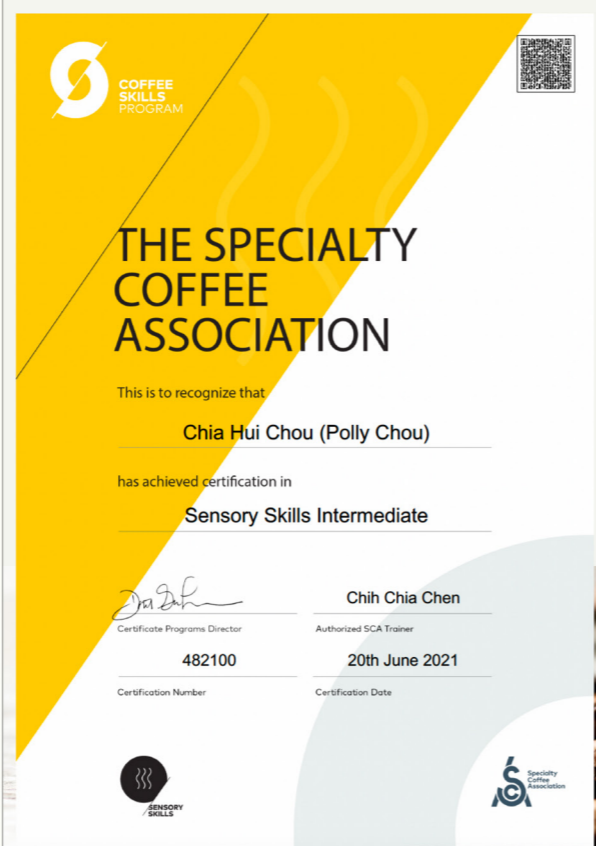 COFFEE
SKILLS
PROGRAM
THE SPECIALTY
COFFEE
ASSOCIATION
This is to recognize that
Chia Hui Chou (Polly Chou)
has achieved certification in
Sensory Skills Intermediate
Chih Chia Chen
Certificate Programs Director
Authorized SCA Trainer
482100
20th June 2021
Certification Number
Certification Date
SENSORY
SKILLS
SCA
Specialty
Coffee
Association